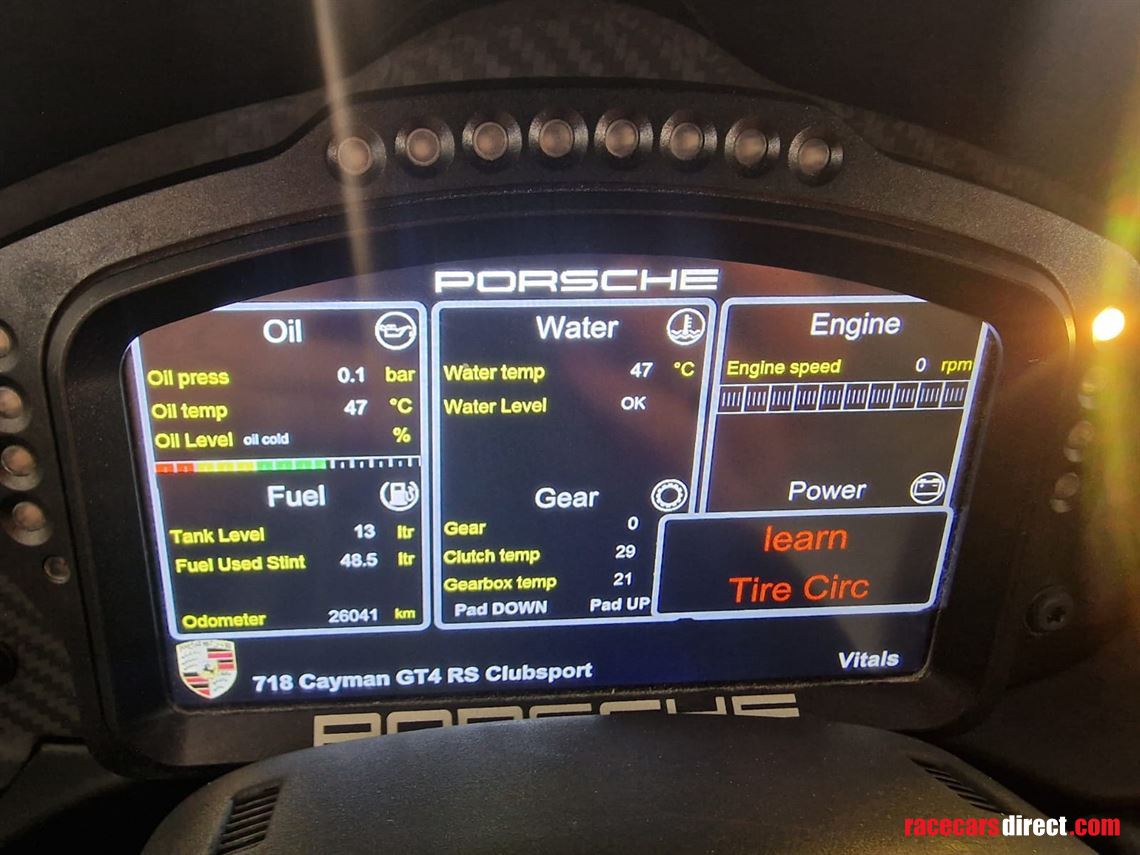 PORSCHE
Oil
Oil press 0.1 bar
Oil temp 47 °C
Oil Level oil cold %
Fuel
Tank Level 13 ltr
Fuel Used Stint 48.5 ltr
Odometer 26041 km
Water
Water temp 47 °C
Water Level OK
Gear
Gear 0
Clutch temp 29
Gearbox temp 21
Pad DOWN Pad UP
Engine
Engine speed 0 rpm
Power
learn
Tire Circ
718 Cayman GT4 RS Clubsport
Vitals
PORSCHE
racecarsdirect.com